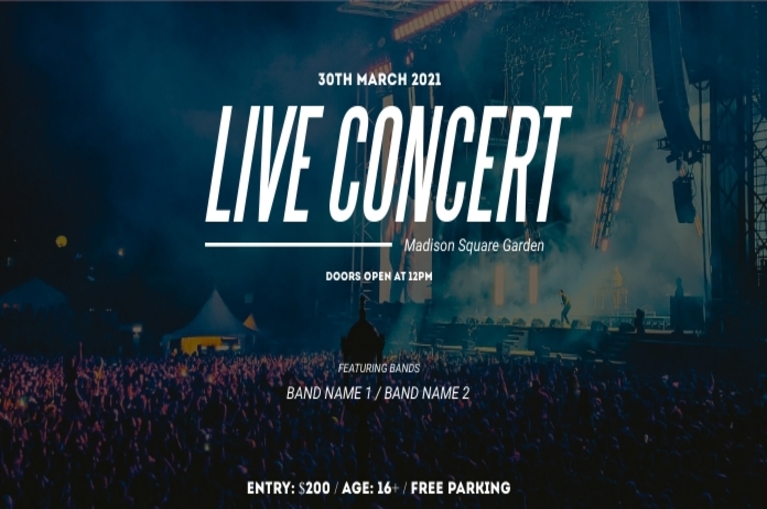 30TH MARCH 2021
LIVE CONCERT
Madison Square Garden
DOORS OPEN AT 12PM
FEATURING BANDS
BAND NAME 1 / BAND NAME 2
ENTRY: $200 / AGE: 16+ / FREE PARKING